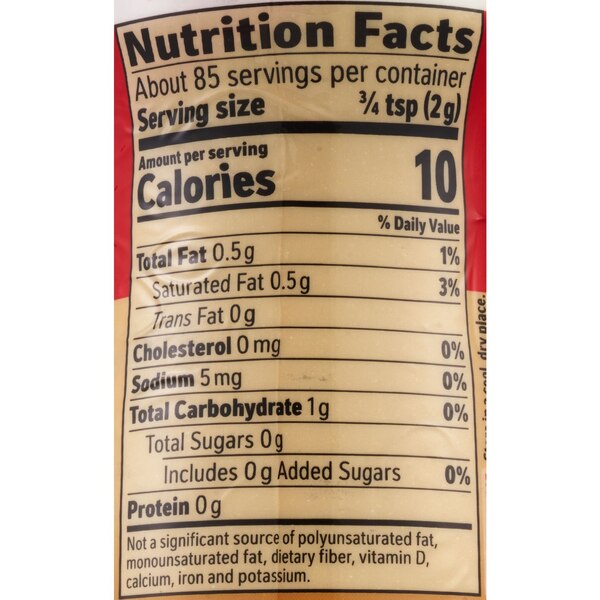 Nutrition Facts
About 85 servings per container
Serving size ¾ tsp (2g)
Amount per serving
Calories 10
% Daily Value
Total Fat 0.5g 1%
Saturated Fat 0.5g 3%
Trans Fat 0g
Cholesterol 0mg 0%
Sodium 5mg 0%
Total Carbohydrate 1g 0%
Total Sugars 0g
Includes 0g Added Sugars 0%
Protein 0g
Not a significant source of polyunsaturated fat,
monounsaturated fat, dietary fiber, vitamin D,
calcium, iron and potassium.
cool, dry place.